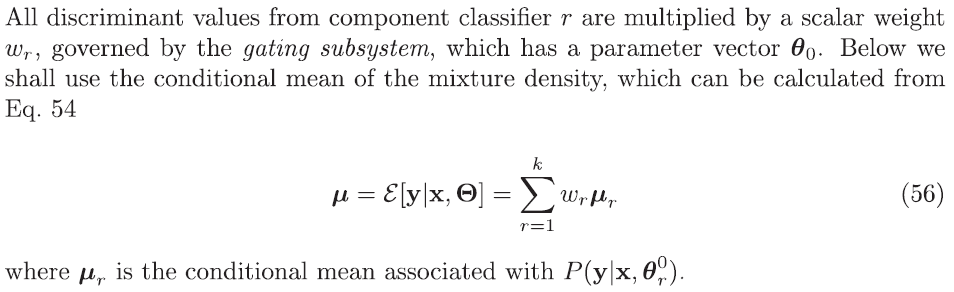 All discriminant values from component classifier r are multiplied by a scalar weight
w_r, governed by the gating subsystem, which has a parameter vector θ_0. Below we
shall use the conditional mean of the mixture density, which can be calculated from
Eq. 54
μ = ℰ[y|x, Θ] = ∑_{r=1}^{k} w_r μ_r (56)
where μ_r is the conditional mean associated with P(y|x, θ_r^0).